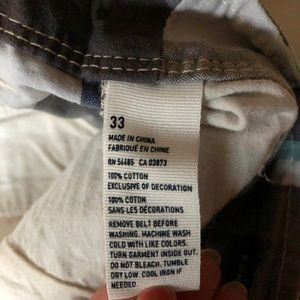 33
MADE IN CHINA
FABRIQUÉ EN CHINE
RN 54485 CA 03873
100% COTTON
EXCLUSIVE OF DECORATION
100% COTON
SANS LES DÉCORATIONS
REMOVE BELT BEFORE
WASHING. MACHINE WASH
COLD WITH LIKE COLORS.
TURN GARMENT INSIDE OUT.
DO NOT BLEACH. TUMBLE
DRY LOW. COOL IRON IF
NEEDED